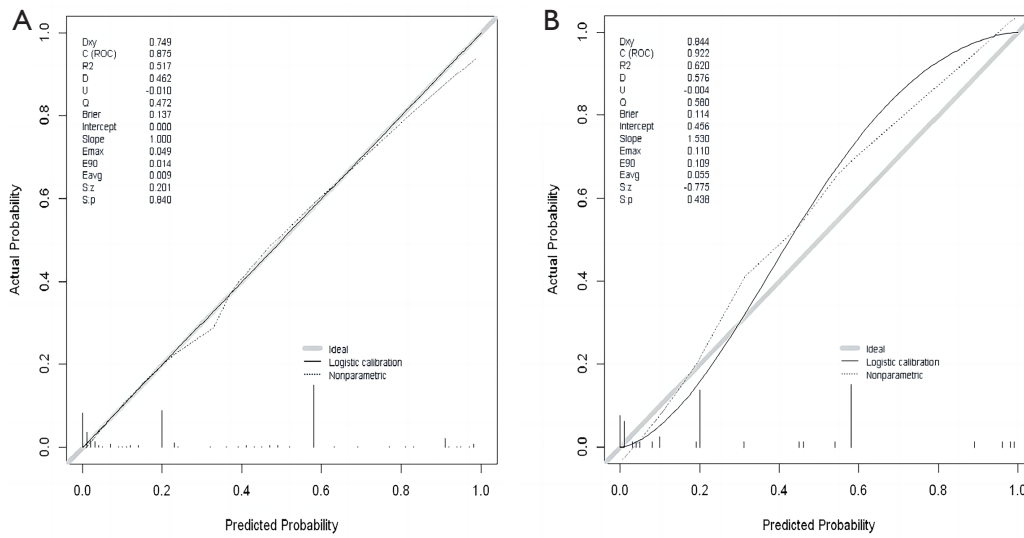 A
Dxy 0.749
C (ROC) 0.875
R2 0.517
D 0.462
U -0.010
Q 0.472
Brier 0.137
Intercept 0.000
Slope 1.000
Emax 0.049
E90 0.014
Eavg 0.009
S:z 0.201
S:p 0.840
Actual Probability
1.0
0.8
0.6
0.4
0.2
0.0
Ideal
Logistic calibration
Nonparametric
0.0 0.2 0.4 0.6 0.8 1.0
Predicted Probability
B
Dxy 0.844
C (ROC) 0.922
R2 0.620
D 0.576
U -0.004
Q 0.580
Brier 0.114
Intercept 0.456
Slope 1.530
Emax 0.110
E90 0.109
Eavg 0.055
S:z -0.775
S:p 0.438
Actual Probability
1.0
0.8
0.6
0.4
0.2
0.0
Ideal
Logistic calibration
Nonparametric
0.0 0.2 0.4 0.6 0.8 1.0
Predicted Probability